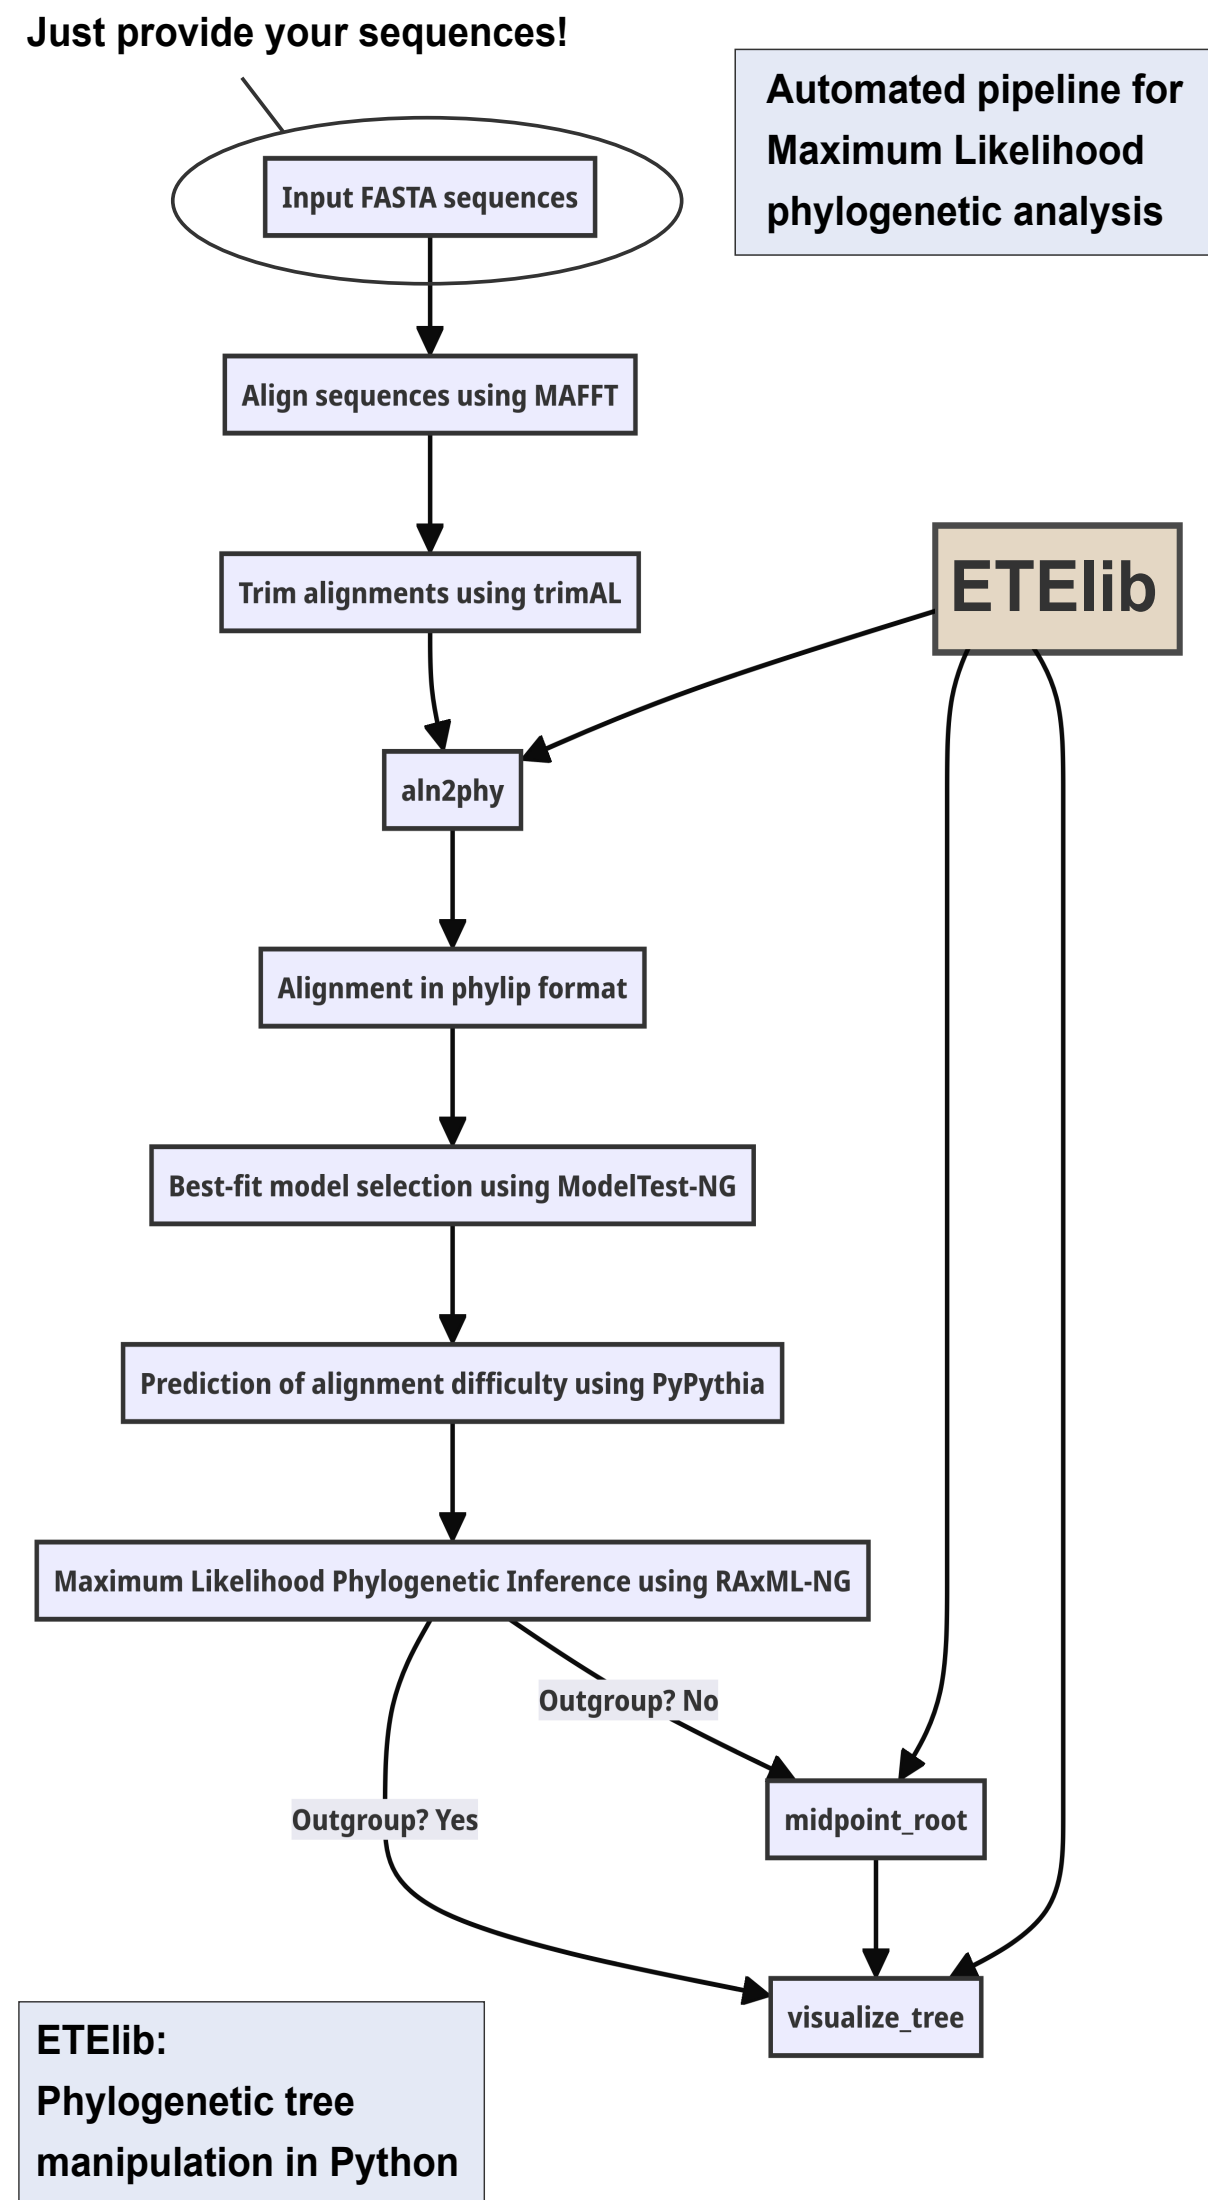 Just provide your sequences!
Automated pipeline for
Maximum Likelihood
phylogenetic analysis
Input FASTA sequences
Align sequences using MAFFT
Trim alignments using trimAL
ETElib
aln2phy
Alignment in phylip format
Best-fit model selection using ModelTest-NG
Prediction of alignment difficulty using PyPythia
Maximum Likelihood Phylogenetic Inference using RAxML-NG
Outgroup? No
Outgroup? Yes
midpoint_root
visualize_tree
ETElib:
Phylogenetic tree
manipulation in Python